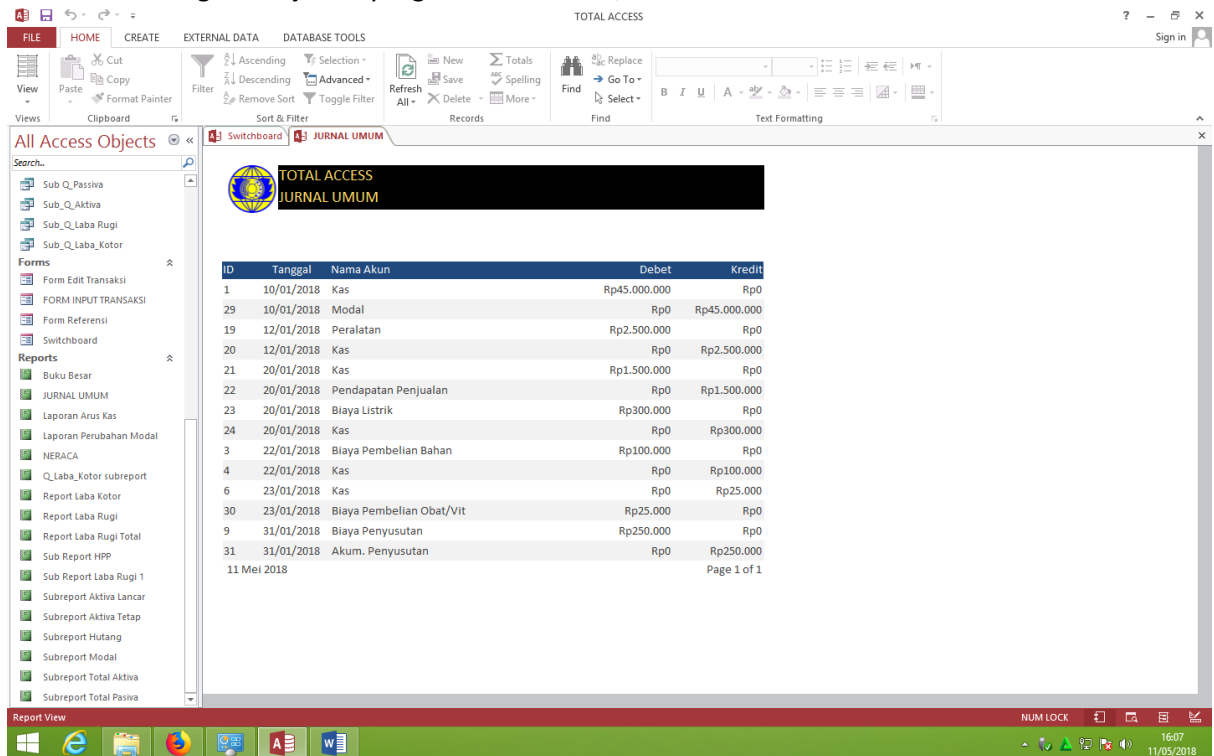 TOTAL ACCESS
? 
FILE HOME CREATE EXTERNAL DATA DATABASE TOOLS Sign in
View
Paste
Cut
Copy
Format Painter
Filter
Ascending
Descending
Remove Sort
Selection
Advanced
Toggle Filter
Refresh
All
New
Save
Delete
Totals
Spelling
More
Find
Replace
Go To
Select
B I U A
Views Clipboard Sort & Filter Records Find Text Formatting
All Access Objects
Search..
Sub Q_Passiva
Sub_Q_Aktiva
Sub_Q_Laba Rugi
Sub_Q_Laba_Kotor
Forms
Form Edit Transaksi
FORM INPUT TRANSAKSI
Form Referensi
Switchboard
Reports
Buku Besar
JURNAL UMUM
Laporan Arus Kas
Laporan Perubahan Modal
NERACA
Q_Laba_Kotor subreport
Report Laba Kotor
Report Laba Rugi
Report Laba Rugi Total
Sub Report HPP
Sub Report Laba Rugi 1
Subreport Aktiva Lancar
Subreport Aktiva Tetap
Subreport Hutang
Subreport Modal
Subreport Total Aktiva
Subreport Total Pasiva
Switchboard JURNAL UMUM
TOTAL ACCESS
JURNAL UMUM
ID Tanggal Nama Akun Debet Kredit
1 10/01/2018 Kas Rp45.000.000 Rp0
29 10/01/2018 Modal Rp0 Rp45.000.000
19 12/01/2018 Peralatan Rp2.500.000 Rp0
20 12/01/2018 Kas Rp0 Rp2.500.000
21 20/01/2018 Kas Rp1.500.000 Rp0
22 20/01/2018 Pendapatan Penjualan Rp0 Rp1.500.000
23 20/01/2018 Biaya Listrik Rp300.000 Rp0
24 20/01/2018 Kas Rp0 Rp300.000
3 22/01/2018 Biaya Pembelian Bahan Rp100.000 Rp0
4 22/01/2018 Kas Rp0 Rp100.000
6 23/01/2018 Kas Rp0 Rp25.000
30 23/01/2018 Biaya Pembelian Obat/Vit Rp25.000 Rp0
9 31/01/2018 Biaya Penyusutan Rp250.000 Rp0
31 31/01/2018 Akum. Penyusutan Rp0 Rp250.000
11 Mei 2018 Page 1 of 1
Report View NUM LOCK
16:07
11/05/2018